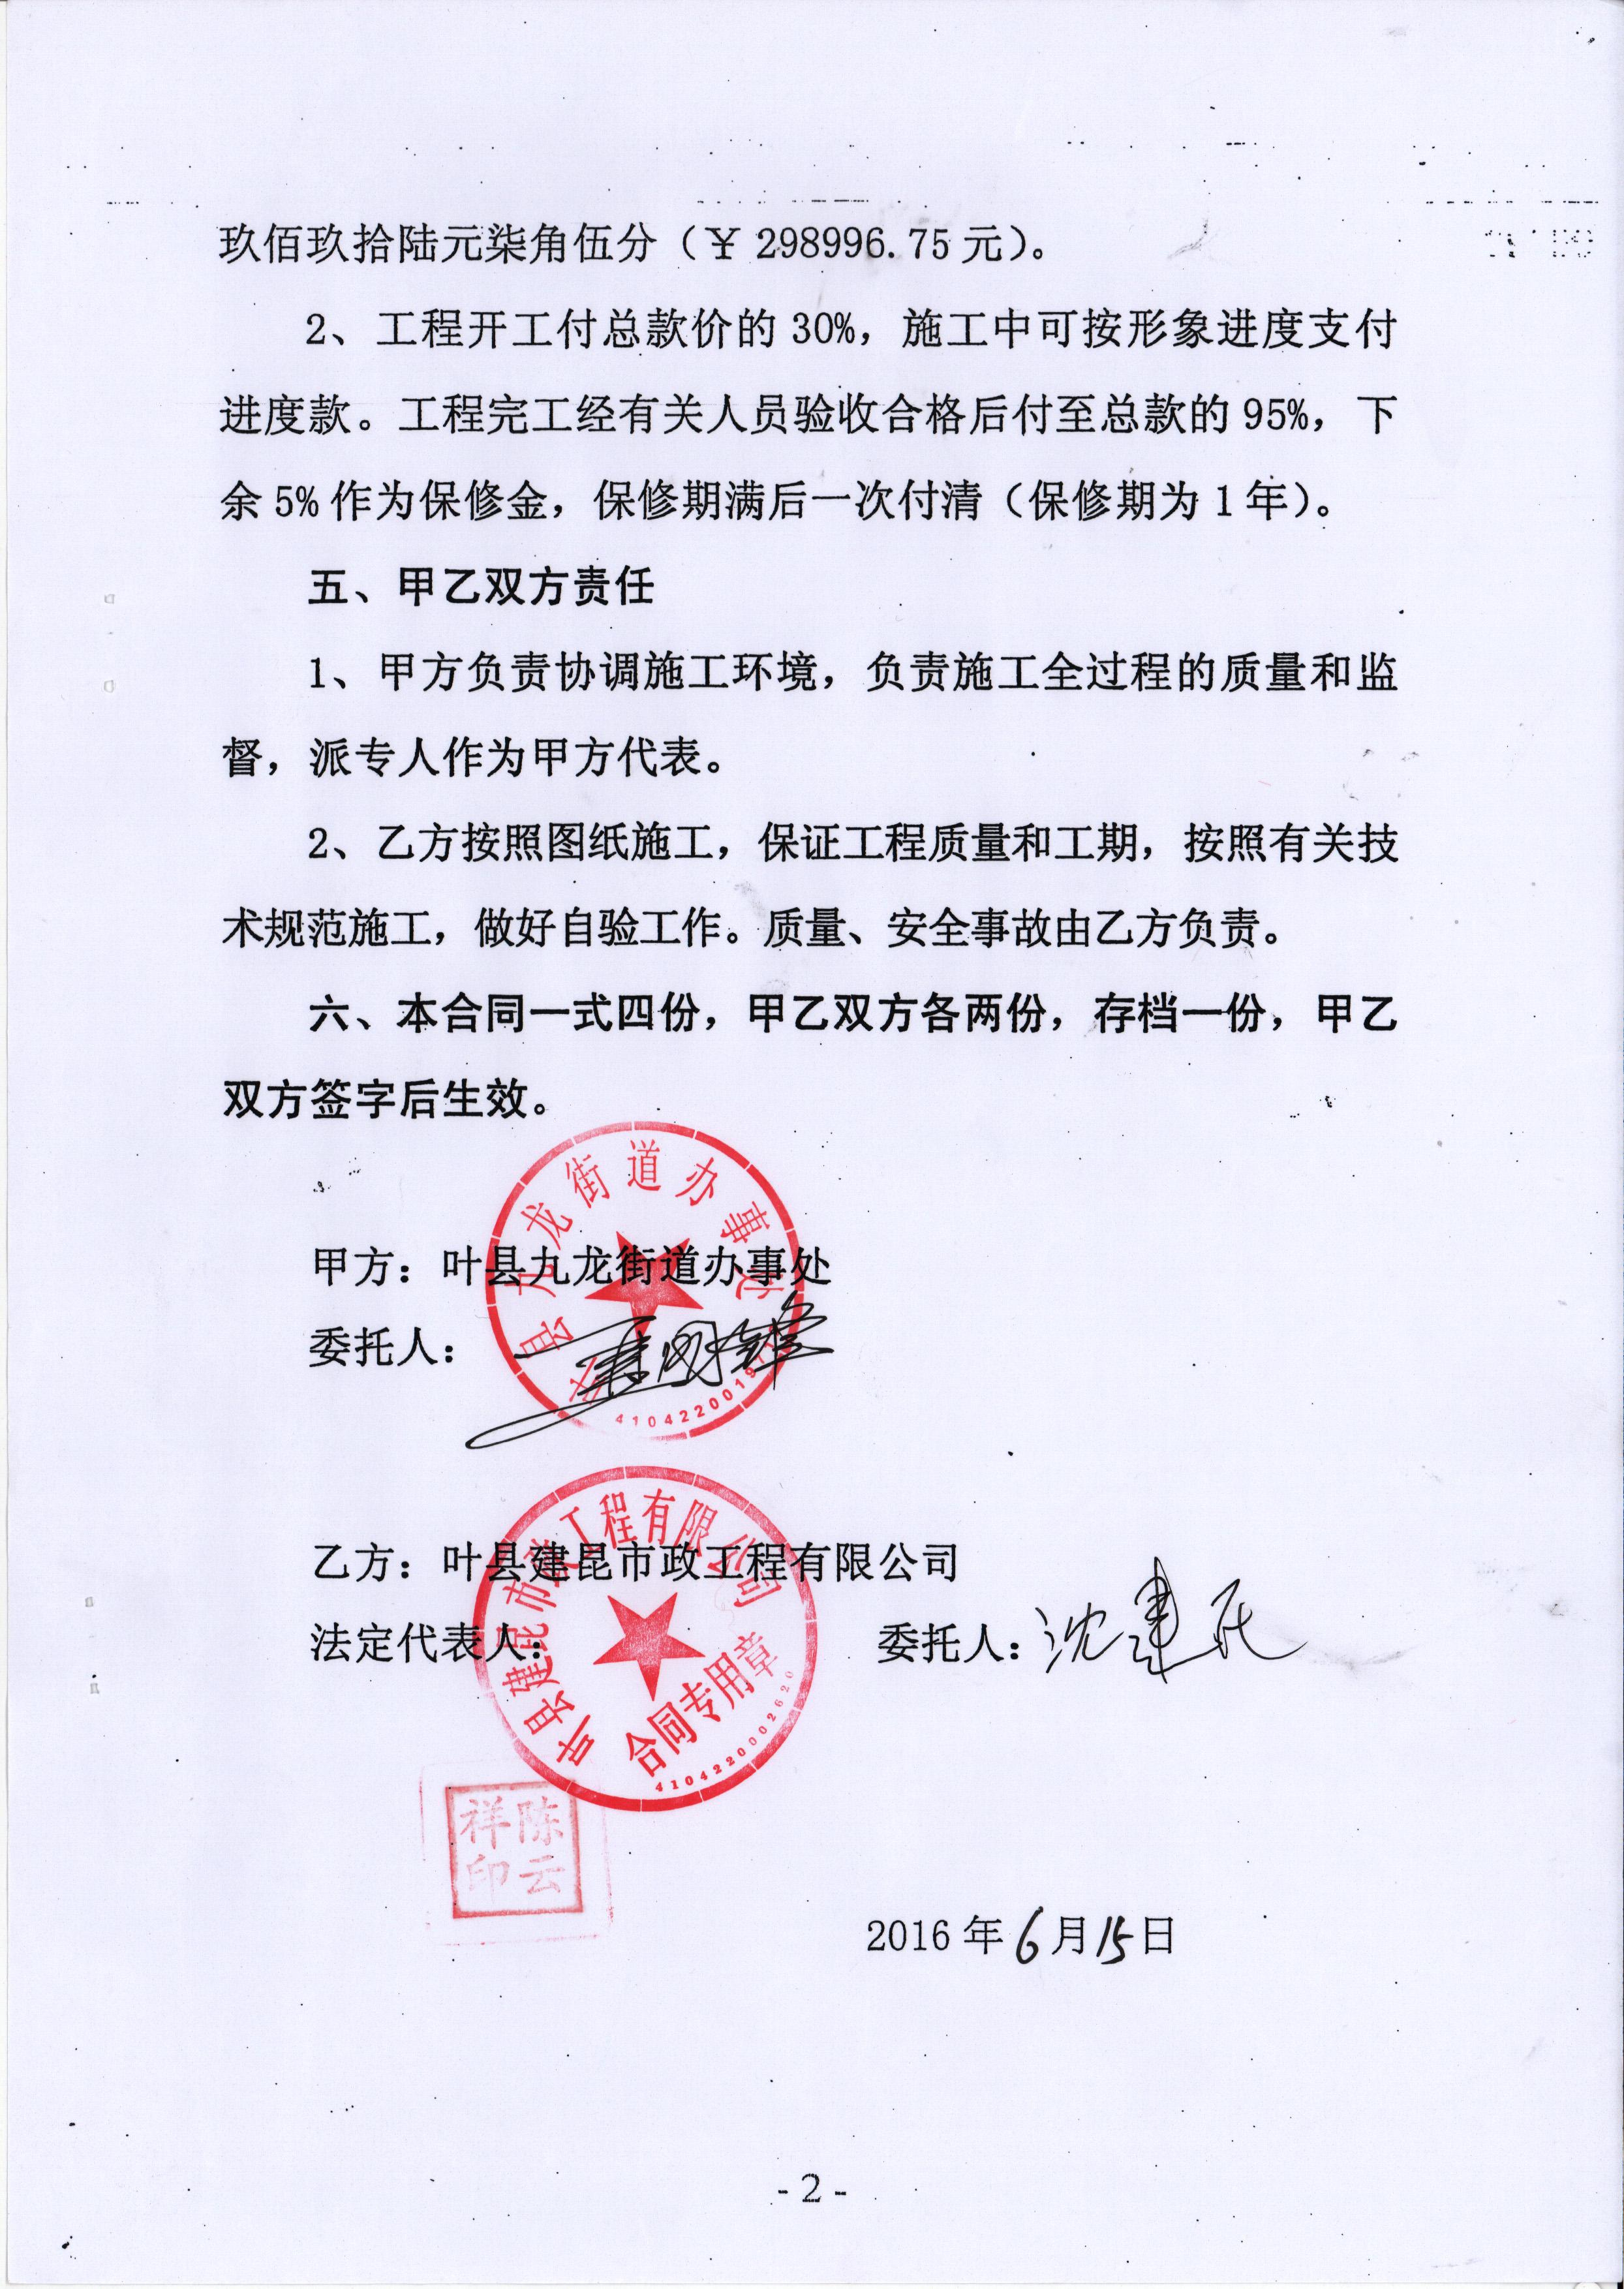 玖佰玖拾陆元柒角伍分（￥298996.75元）。
2、工程开工付总款价的30%，施工中可按形象进度支付
进度款。工程完工经有关人员验收合格后付至总款的95%，下
余5%作为保修金，保修期满后一次付清（保修期为1年）。
五、甲乙双方责任
1、甲方负责协调施工环境，负责施工全过程的质量和监
督，派专人作为甲方代表。
2、乙方按照图纸施工，保证工程质量和工期，按照有关技
术规范施工，做好自验工作。质量、安全事故由乙方负责。
六、本合同一式四份，甲乙双方各两份，存档一份，甲乙
双方签字后生效。
叶县九龙街道办事处
甲方：叶县九龙街道办事处
委托人：
叶县建昆市政工程有限公司
乙方：叶县建昆市政工程有限公司
法定代表人： 委托人：沈建民
合同专用章
4104220002620
陈云祥印
2016年6月15日
- 2 -